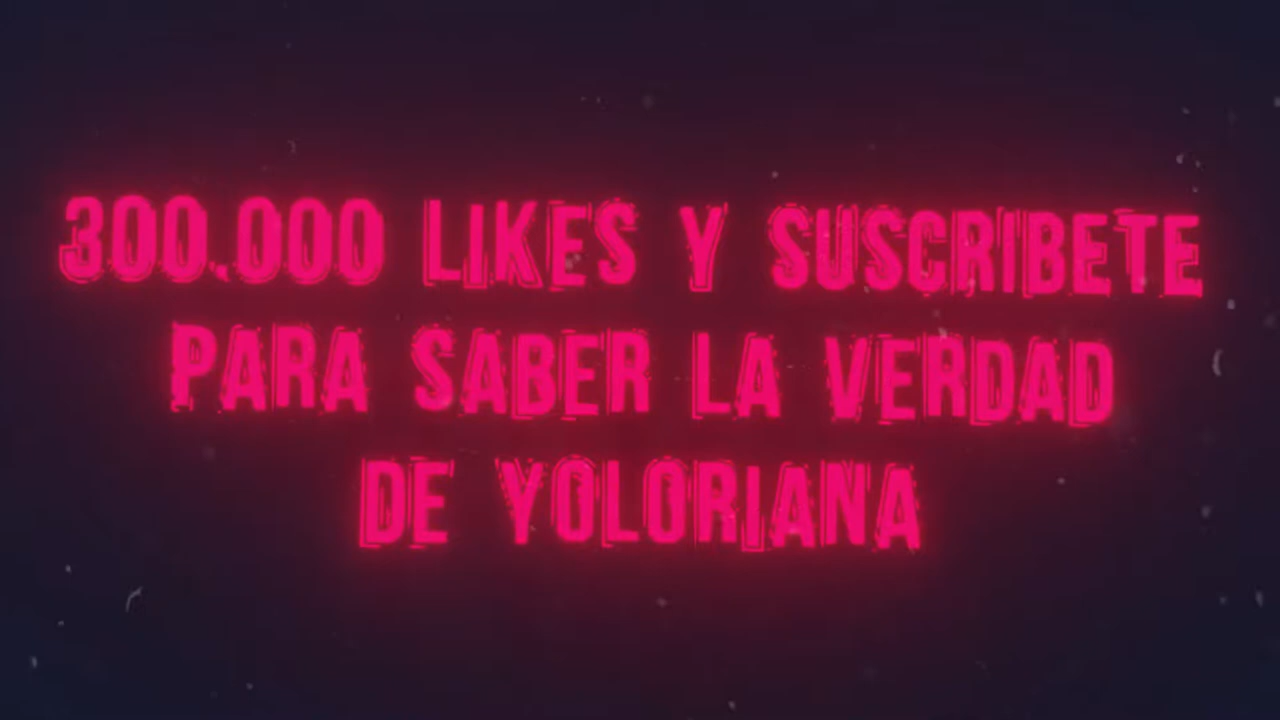 300.000 LIKES Y SUSCRIBETE
PARA SABER LA VERDAD
DE YOLORIANA